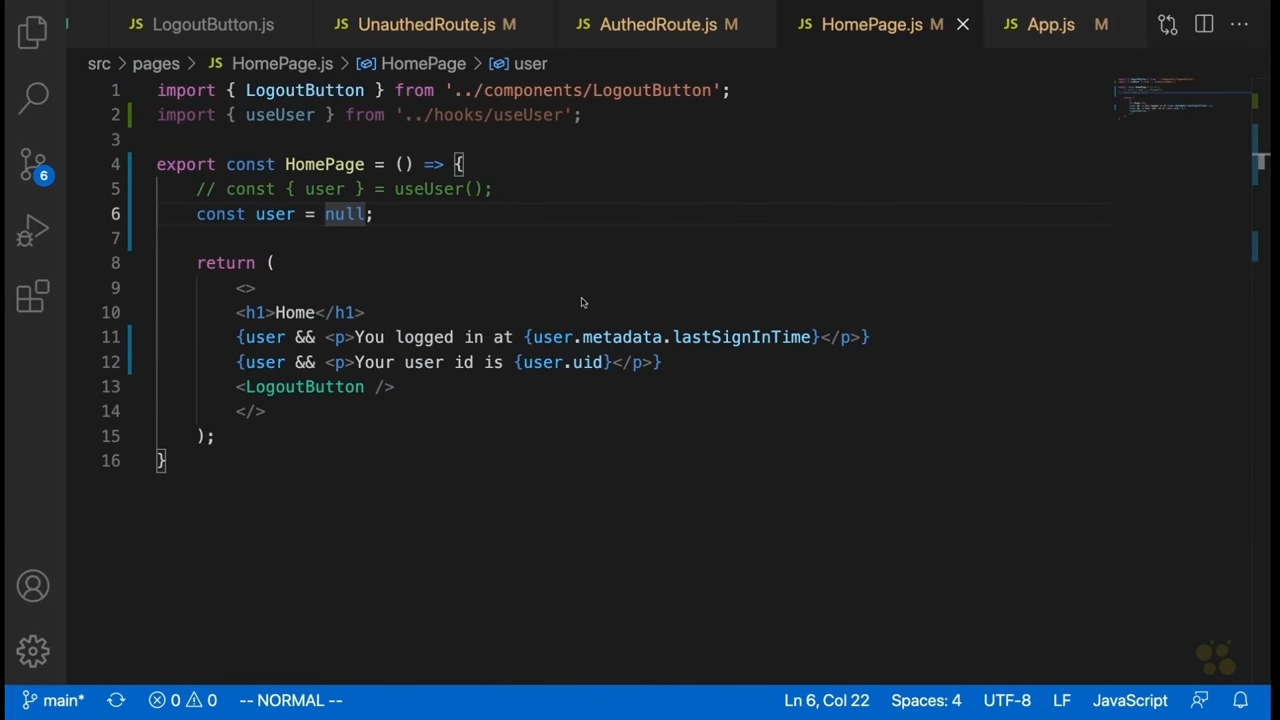 LogoutButton.js
UnauthedRoute.js M
AuthedRoute.js M
HomePage.js M
App.js M
src > pages > JS HomePage.js > HomePage > user
1 import { LogoutButton } from '../components/LogoutButton';
2 import { useUser } from '../hooks/useUser';
3
4 export const HomePage = () => {
5 // const { user } = useUser();
6 const user = null;
7
8 return (
9 <>
10 <h1>Home</h1>
11 {user && <p>You logged in at {user.metadata.lastSignInTime}</p>}
12 {user && <p>Your user id is {user.uid}</p>}
13 <LogoutButton />
14 </>
15 );
16 }
6
main* 0 0 -- NORMAL -- Ln 6, Col 22 Spaces: 4 UTF-8 LF JavaScript